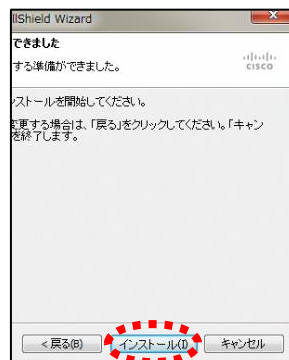 llShield Wizard
できました
する準備ができました。
cisco
ストールを開始してください。
変更する場合は、「戻る」をクリックしてください。「キャン
を終了します。
< 戻る(B)
インストール(I)
キャンセル